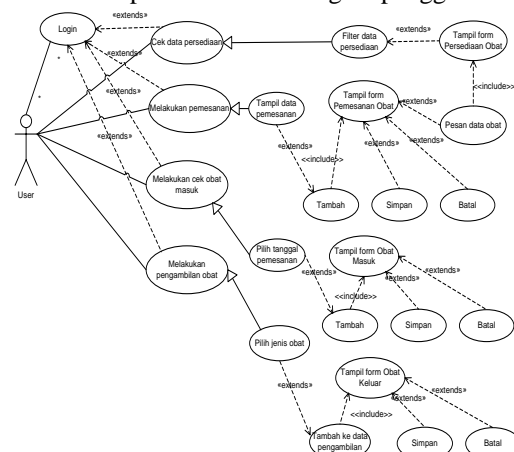 Login
«extends»
Cek data persediaan
Filter data
persediaan
«extends»
Tampil form
Persediaan Obat
«extends»
<<include>>
Melakukan pemesanan
Tampil data
pemesanan
Tampil form
Pemesanan Obat
«extends»
Pesan data obat
«extends»
«extends»
<<include>>
«extends»
«extends»
Tambah
Simpan
Batal
User
*
*
Melakukan cek obat
masuk
«extends»
Melakukan
pengambilan obat
Pilih tanggal
pemesanan
Tampil form Obat
Masuk
«extends»
«extends»
«extends»
<<include>>
Tambah
Simpan
Batal
Pilih jenis obat
Tampil form Obat
Keluar
«extends»
«extends»
«extends»
<<include>>
Tambah ke data
pengambilan
Simpan
Batal